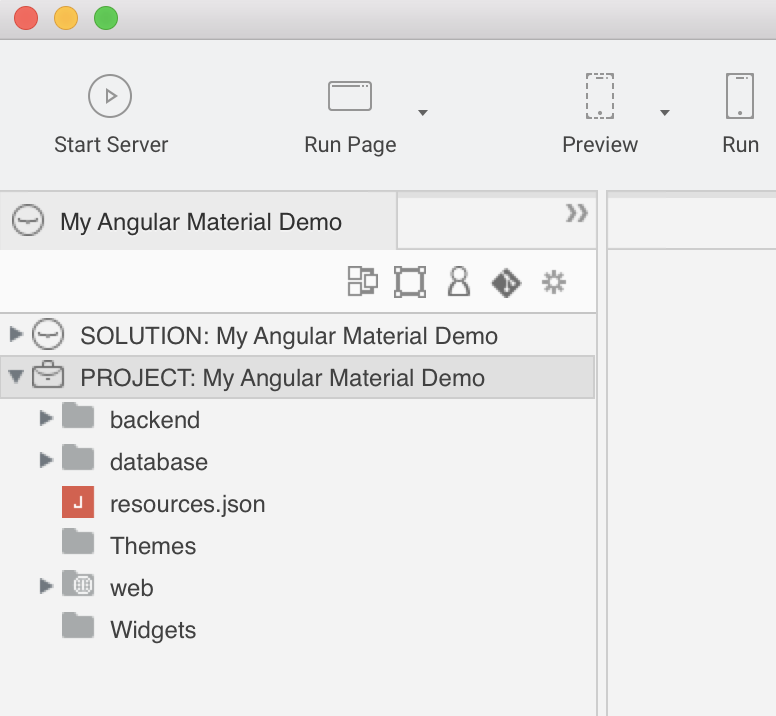 Start Server
Run Page
Preview
Run
My Angular Material Demo
SOLUTION: My Angular Material Demo
PROJECT: My Angular Material Demo
backend
database
J
resources.json
Themes
web
Widgets